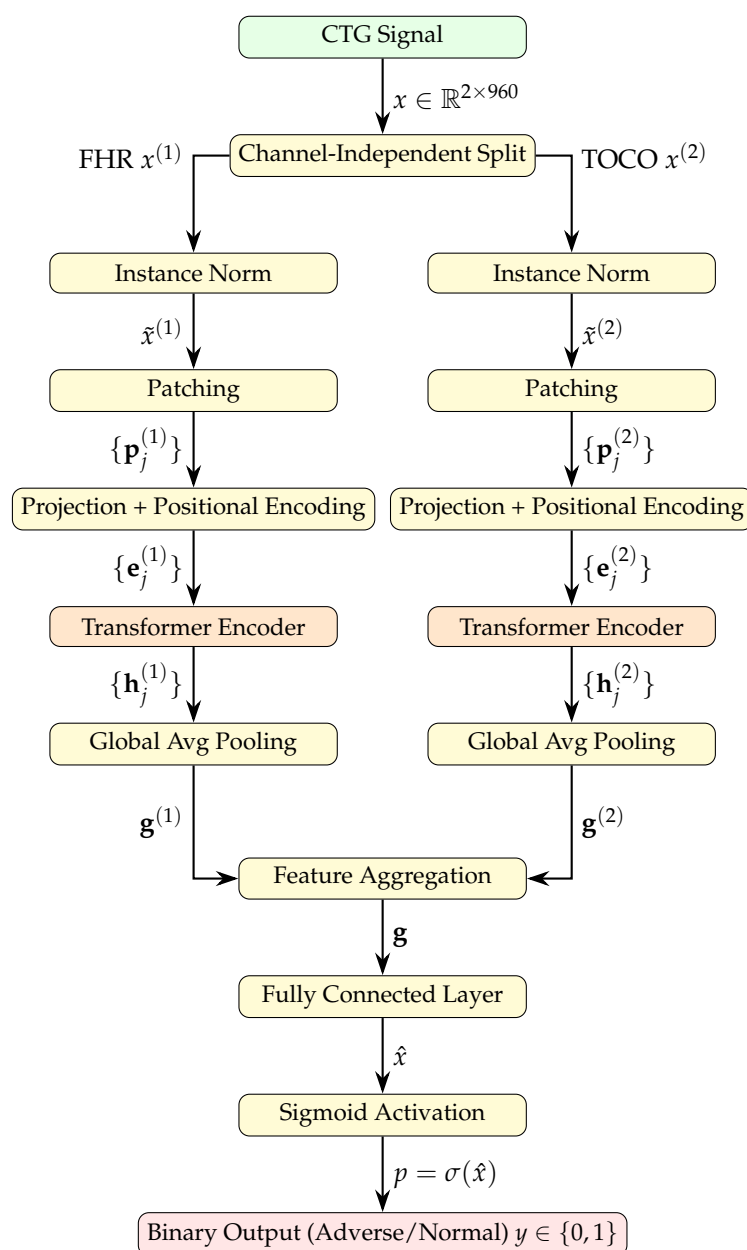 CTG Signal
x ∈ ℝ^{2×960}
FHR x^{(1)}
Channel-Independent Split
TOCO x^{(2)}
Instance Norm
Instance Norm
x̃^{(1)}
x̃^{(2)}
Patching
Patching
{𝐩_j^{(1)}}
{𝐩_j^{(2)}}
Projection + Positional Encoding
Projection + Positional Encoding
{𝐞_j^{(1)}}
{𝐞_j^{(2)}}
Transformer Encoder
Transformer Encoder
{𝐡_j^{(1)}}
{𝐡_j^{(2)}}
Global Avg Pooling
Global Avg Pooling
𝐠^{(1)}
𝐠^{(2)}
Feature Aggregation
𝐠
Fully Connected Layer
x̂
Sigmoid Activation
p = σ(x̂)
Binary Output (Adverse/Normal) y ∈ {0, 1}